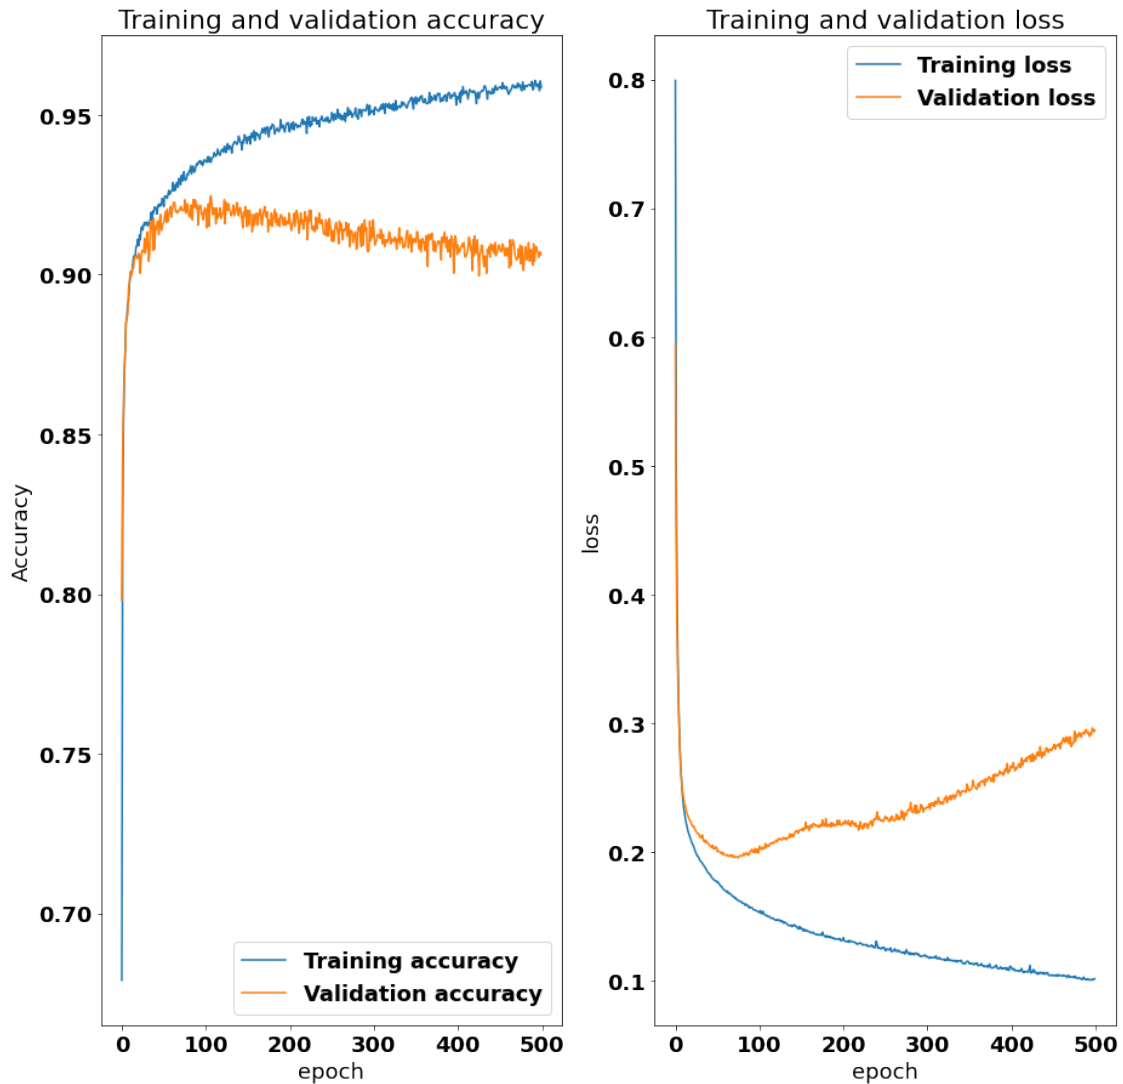 Training and validation accuracy
0.95
0.90
0.85
0.80
0.75
0.70
Accuracy
Training accuracy
Validation accuracy
0 100 200 300 400 500
epoch
Training and validation loss
Training loss
Validation loss
0.8
0.7
0.6
0.5
0.4
0.3
0.2
0.1
loss
0 100 200 300 400 500
epoch